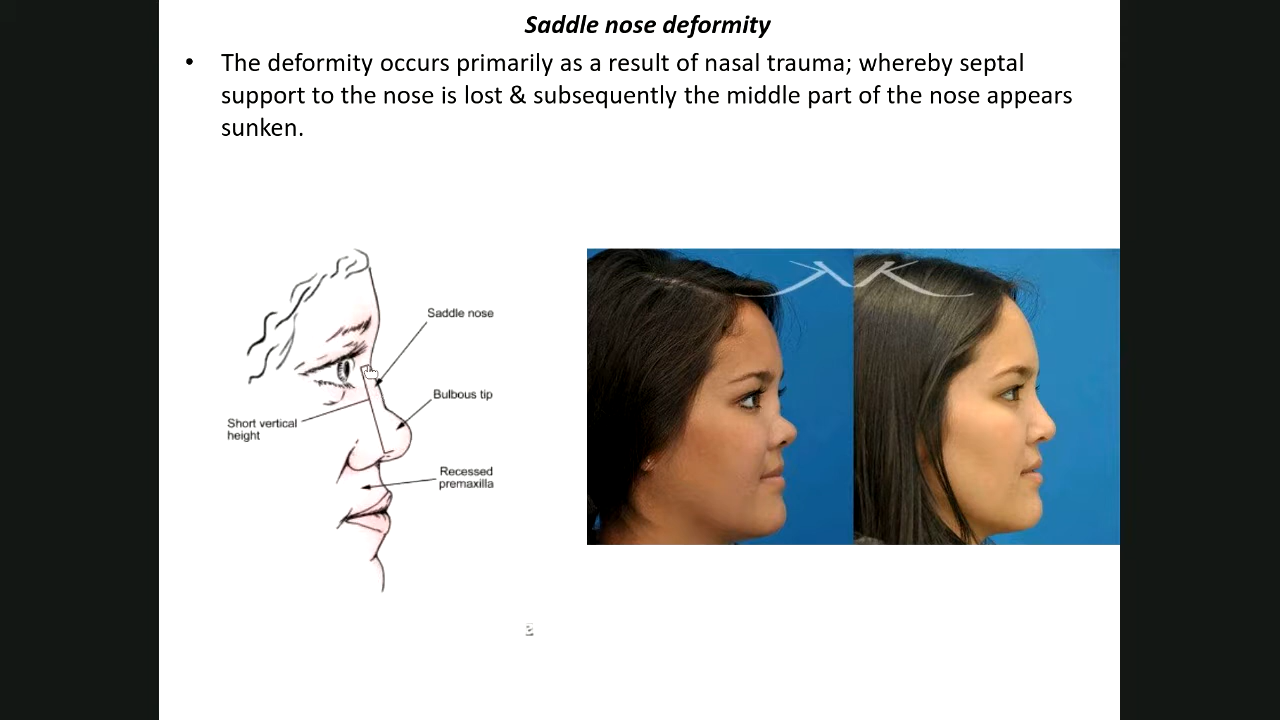 Saddle nose deformity
• The deformity occurs primarily as a result of nasal trauma; whereby septal
support to the nose is lost & subsequently the middle part of the nose appears
sunken.
Saddle nose
Bulbous tip
Short vertical
height
Recessed
premaxilla